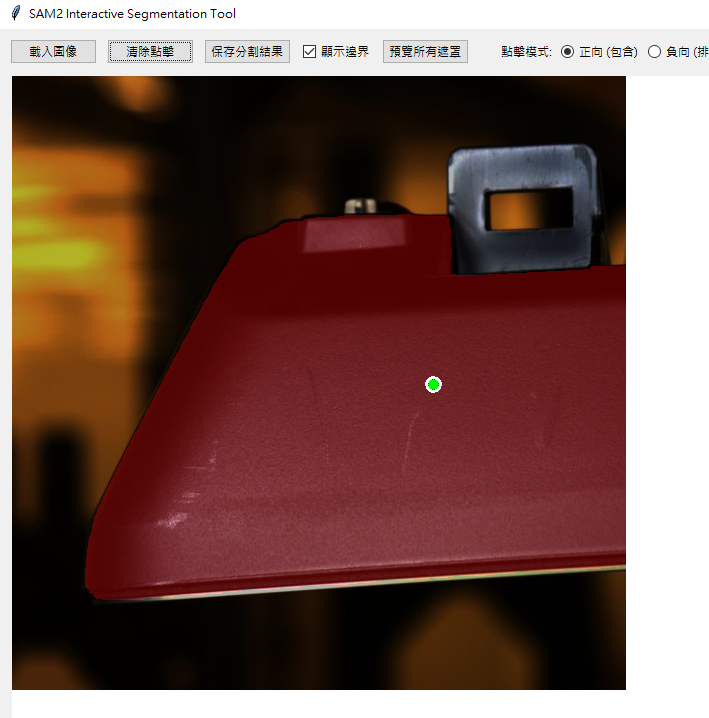 SAM2 Interactive Segmentation Tool
載入圖像 清除點擊 保存分割結果 顯示邊界 預覽所有遮罩 點擊模式: 正向 (包含) 負向 (排